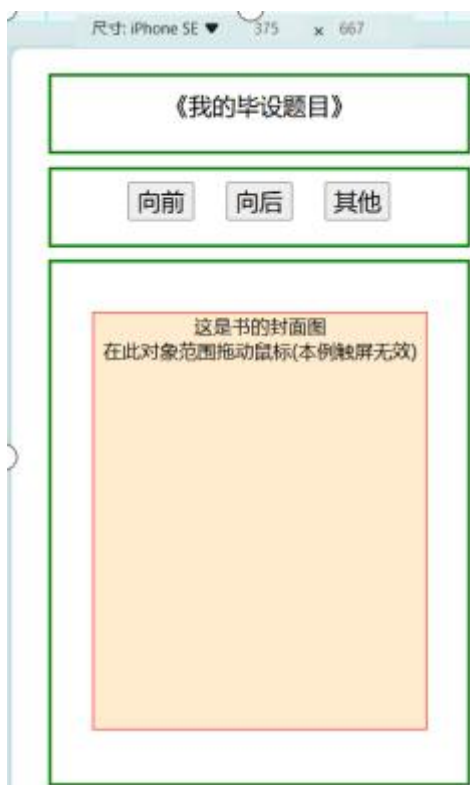 尺寸: iPhone SE ▼ 375 × 667
《我的毕设题目》
向前 向后 其他
这是书的封面图
在此对象范围拖动鼠标(本例触屏无效)